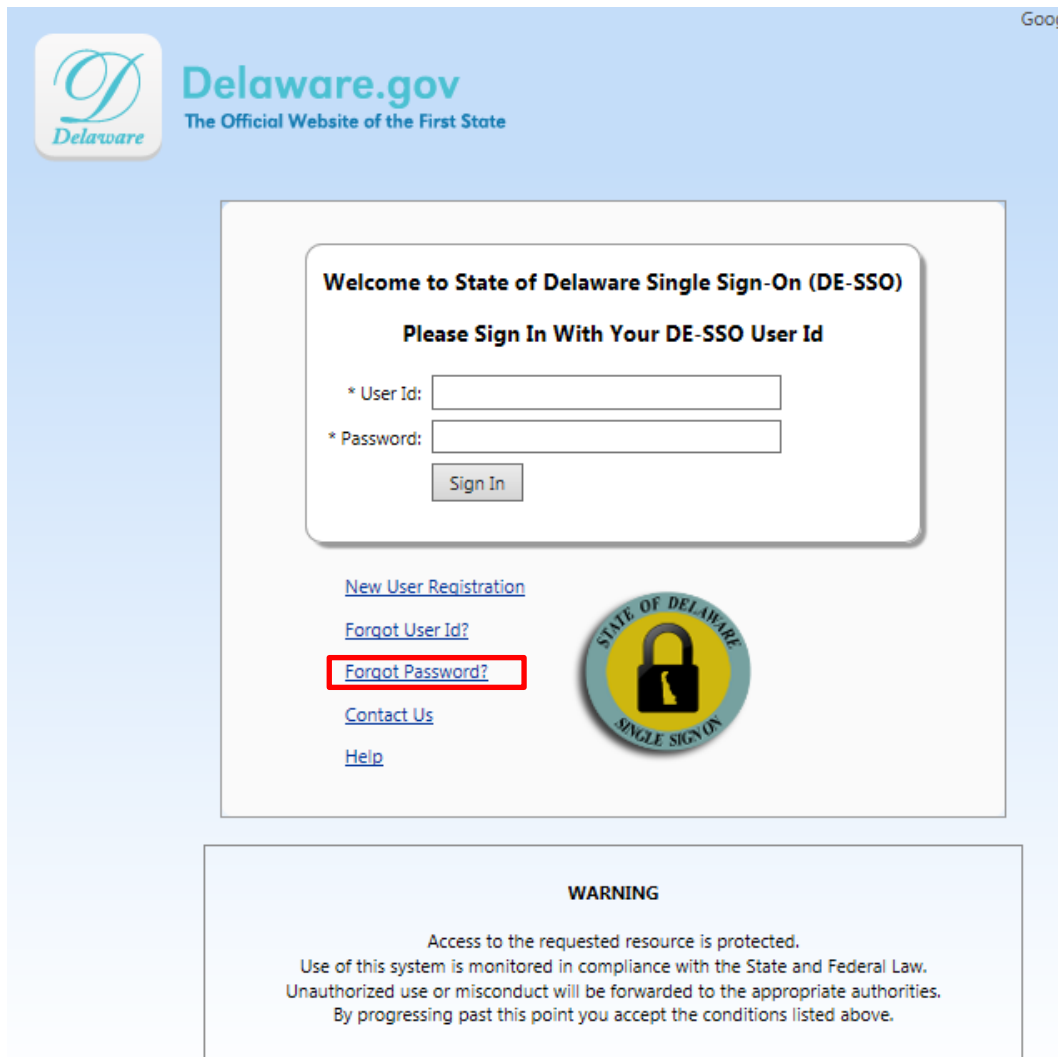 Delaware
Delaware.gov
The Official Website of the First State
Welcome to State of Delaware Single Sign-On (DE-SSO)
Please Sign In With Your DE-SSO User Id
* User Id:
* Password:
Sign In
New User Registration
Forgot User Id?
Forgot Password?
Contact Us
Help
STATE OF DELAWARE
SINGLE SIGN ON
WARNING
Access to the requested resource is protected.
Use of this system is monitored in compliance with the State and Federal Law.
Unauthorized use or misconduct will be forwarded to the appropriate authorities.
By progressing past this point you accept the conditions listed above.